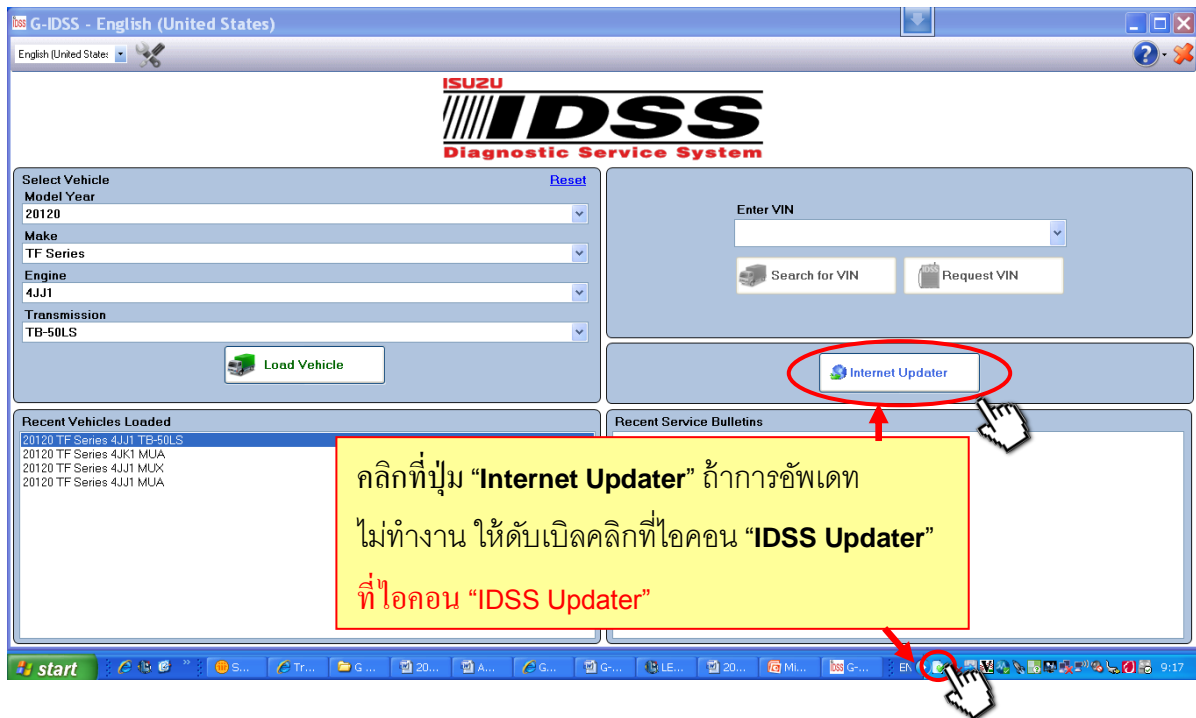 G-IDSS - English (United States)
English (United State:
ISUZU
IDSS
Diagnostic Service System
Select Vehicle
Reset
Model Year
20120
Make
TF Series
Engine
4JJ1
Transmission
TB-50LS
Load Vehicle
Enter VIN
Search for VIN
Request VIN
Internet Updater
Recent Vehicles Loaded
20120 TF Series 4JJ1 TB-50LS
20120 TF Series 4JK1 MUA
20120 TF Series 4JJ1 MUX
20120 TF Series 4JJ1 MUA
Recent Service Bulletins
คลิกที่ปุ่ม “Internet Updater” ถ้าการอัพเดท
ไม่ทำงาน ให้ดับเบิลคลิกที่ไอคอน “IDSS Updater”
ที่ไอคอน “IDSS Updater”
start S... Tr... G ... 20... A... G... G-... LE... 20... Mi... G-... EN 9:17